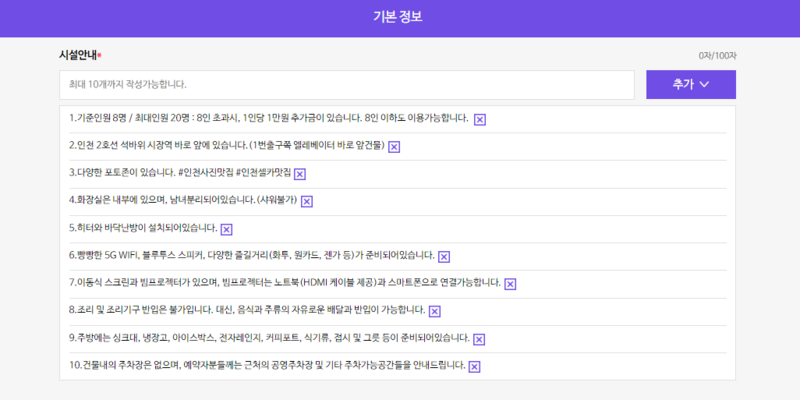 기본 정보
시설안내*
0자/100자
최대 10개까지 작성가능합니다.
추가
1.기준인원 8명 / 최대인원 20명 : 8인 초과시, 1인당 1만원 추가금이 있습니다. 8인 이하도 이용가능합니다.
2.인천 2호선 석바위 시장역 바로 앞에 있습니다.(1번출구쪽 엘레베이터 바로 앞건물)
3.다양한 포토존이 있습니다. #인천사진맛집 #인천셀카맛집
4.화장실은 내부에 있으며, 남녀분리되어있습니다.(샤워불가)
5.히터와 바닥난방이 설치되어있습니다.
6.빵빵한 5G WIFI, 블루투스 스피커, 다양한 즐길거리(화투, 원카드, 젠가 등)가 준비되어있습니다.
7.이동식 스크린과 빔프로젝터가 있으며, 빔프로젝터는 노트북(HDMI 케이블 제공)과 스마트폰으로 연결가능합니다.
8.조리 및 조리기구 반입은 불가입니다. 대신, 음식과 주류의 자유로운 배달과 반입이 가능합니다.
9.주방에는 싱크대, 냉장고, 아이스박스, 전자레인지, 커피포트, 식기류, 접시 및 그릇 등이 준비되어있습니다.
10.건물내의 주차장은 없으며, 예약자분들께는 근처의 공영주차장 및 기타 주차가능공간들을 안내드립니다.